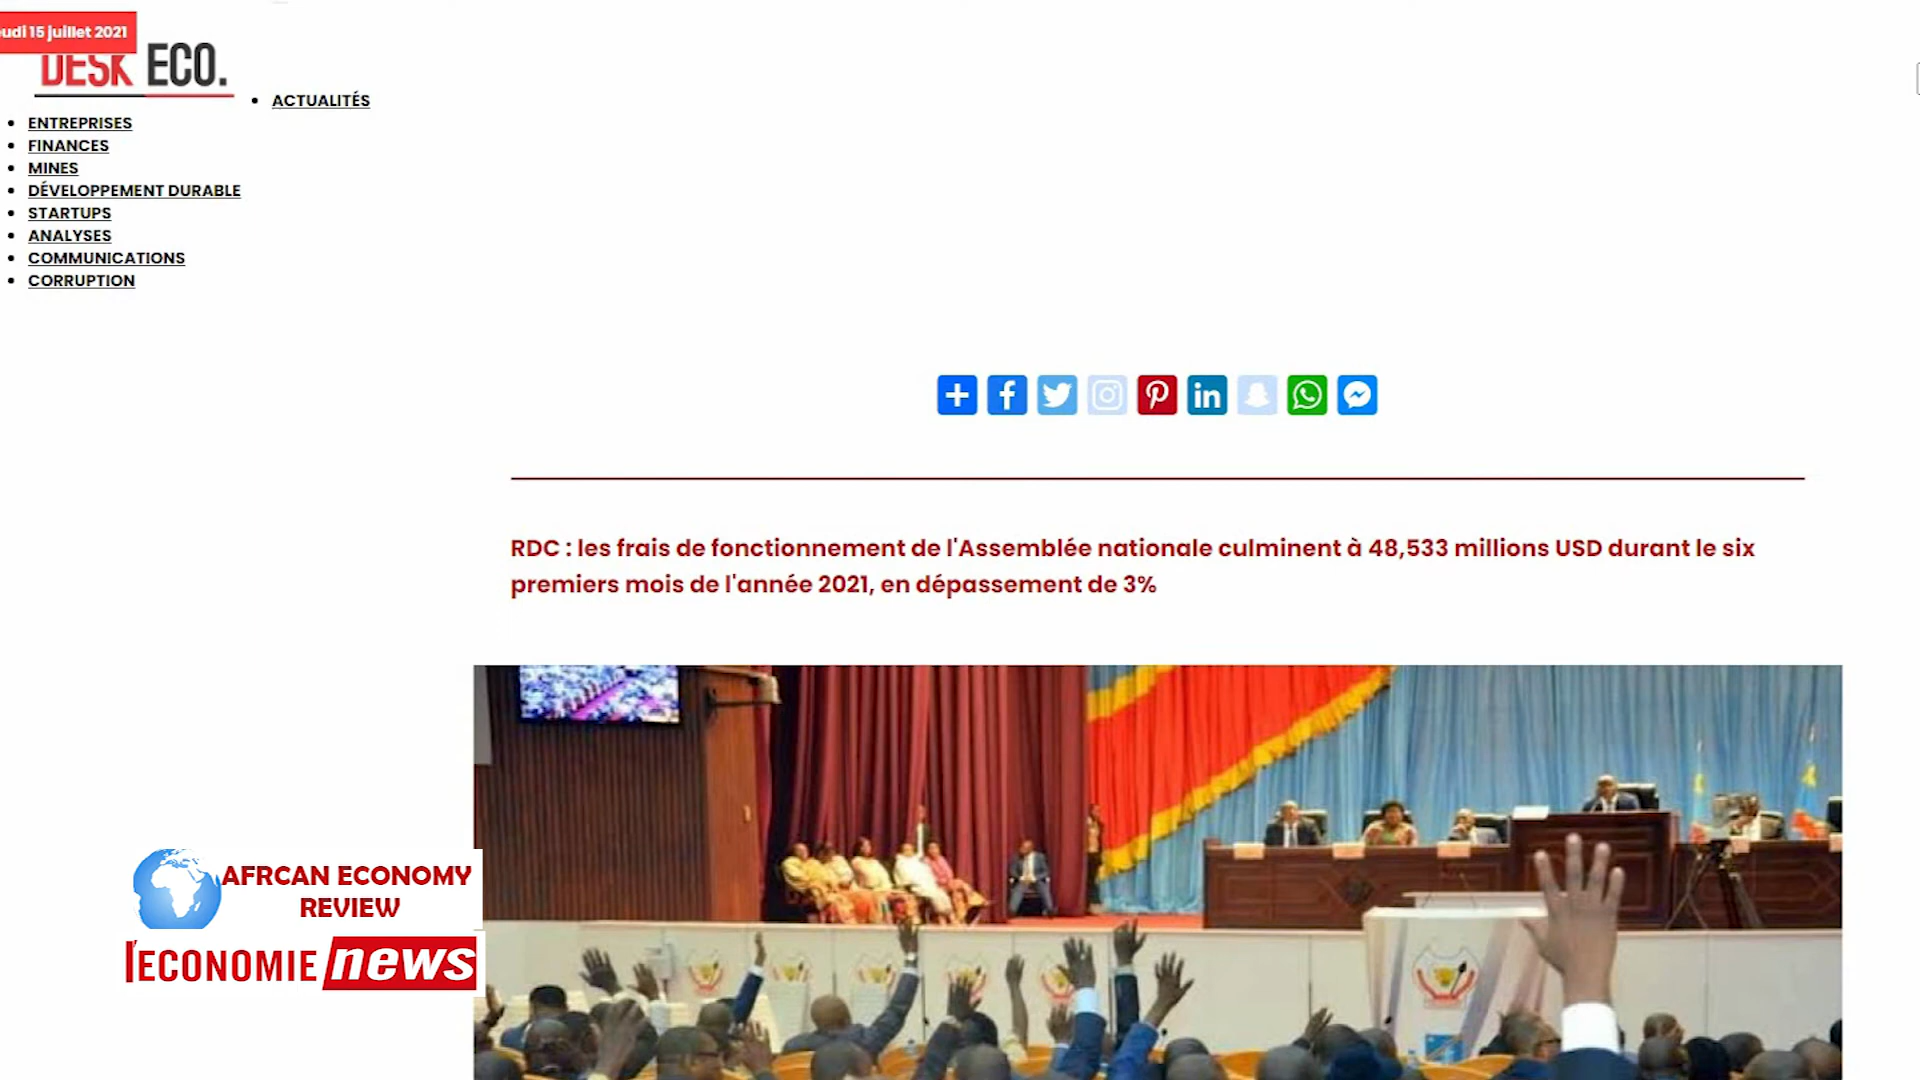 eudi 15 juillet 2021
DESK ECO.
ACTUALITÉS
ENTREPRISES
FINANCES
MINES
DÉVELOPPEMENT DURABLE
STARTUPS
ANALYSES
COMMUNICATIONS
CORRUPTION
RDC : les frais de fonctionnement de l'Assemblée nationale culminent à 48,533 millions USD durant le six
premiers mois de l'année 2021, en dépassement de 3%
AFRCAN ECONOMY
REVIEW
l'ECONOMIE news